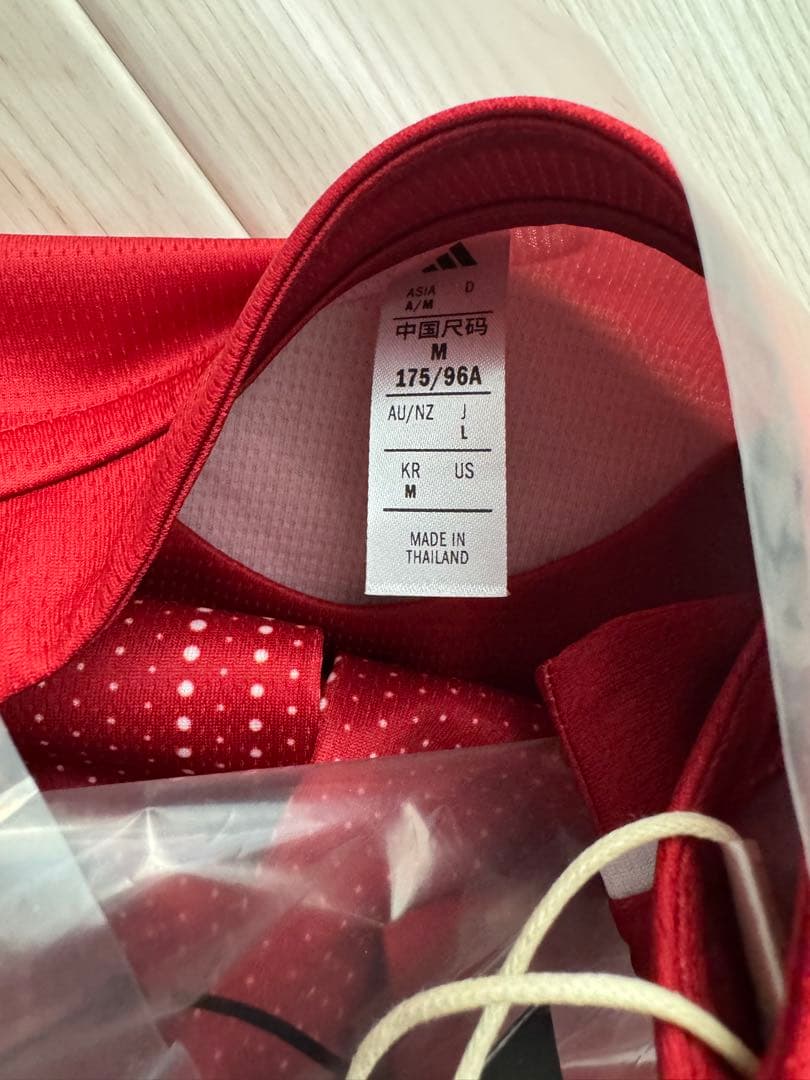 ASIA D
A/M
中国尺码
M
175/96A
AU/NZ J
L
KR US
M
MADE IN
THAILAND